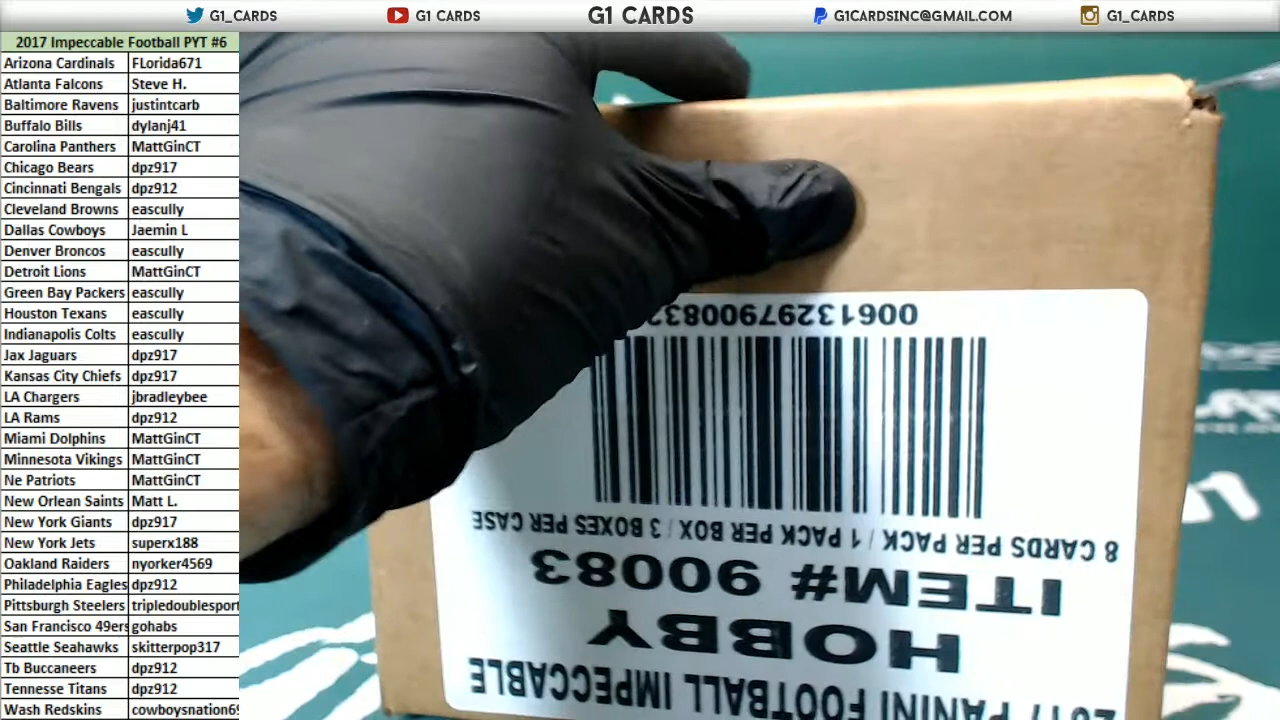 G1_CARDS
G1 CARDS
G1 CARDS
G1CARDSINC@GMAIL.COM
G1_CARDS
2017 Impeccable Football PYT #6
Arizona Cardinals FLorida671
Atlanta Falcons Steve H.
Baltimore Ravens justintcarb
Buffalo Bills dylanj41
Carolina Panthers MattGinCT
Chicago Bears dpz917
Cincinnati Bengals dpz912
Cleveland Browns eascully
Dallas Cowboys Jaemin L
Denver Broncos eascully
Detroit Lions MattGinCT
Green Bay Packers eascully
Houston Texans eascully
Indianapolis Colts eascully
Jax Jaguars dpz917
Kansas City Chiefs dpz917
LA Chargers jbradleybee
LA Rams dpz912
Miami Dolphins MattGinCT
Minnesota Vikings MattGinCT
Ne Patriots MattGinCT
New Orlean Saints Matt L.
New York Giants dpz917
New York Jets superx188
Oakland Raiders nyorker4569
Philadelphia Eagles dpz912
Pittsburgh Steelers tripledoublesport
San Francisco 49ers gohabs
Seattle Seahawks skitterpop317
Tb Buccaneers dpz912
Tennesse Titans dpz912
Wash Redskins cowboysnation69
2017 PANINI FOOTBALL IMPECCABLE
HOBBY
ITEM# 90083
8 CARDS PER PACK / 1 PACK PER BOX / 3 BOXES PER CASE